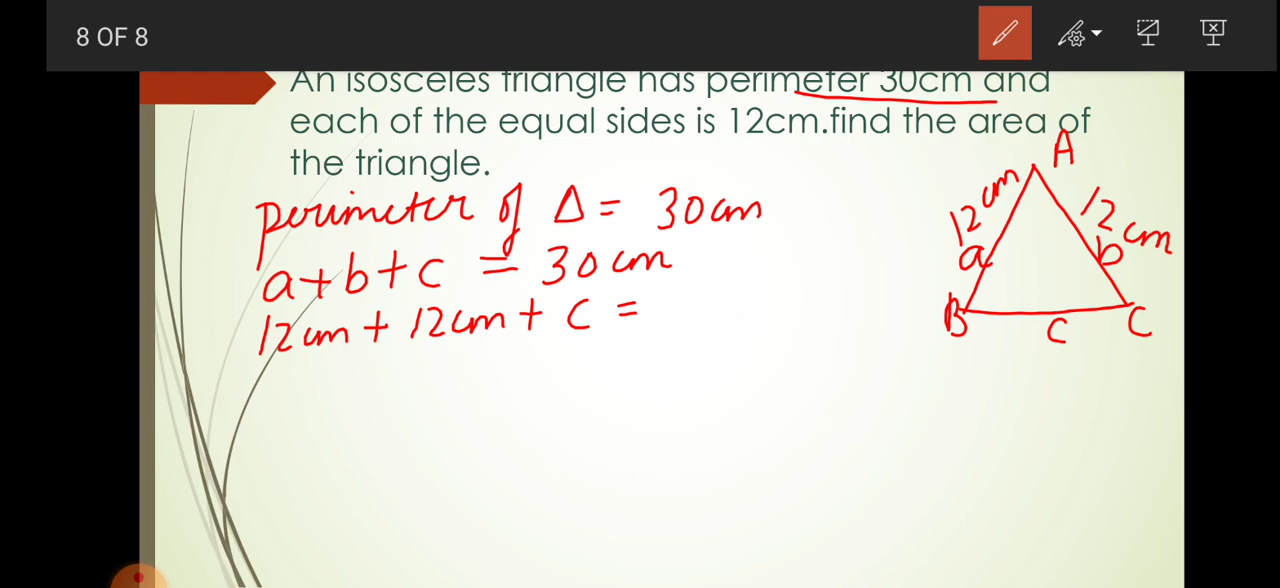 8 OF 8
An isosceles triangle has perimeter 30cm and
each of the equal sides is 12cm.find the area of
the triangle.
perimeter of Δ = 30cm
a+b+c = 30cm
12cm + 12cm + c =
A
12cm
12cm
a
b
B
c
C